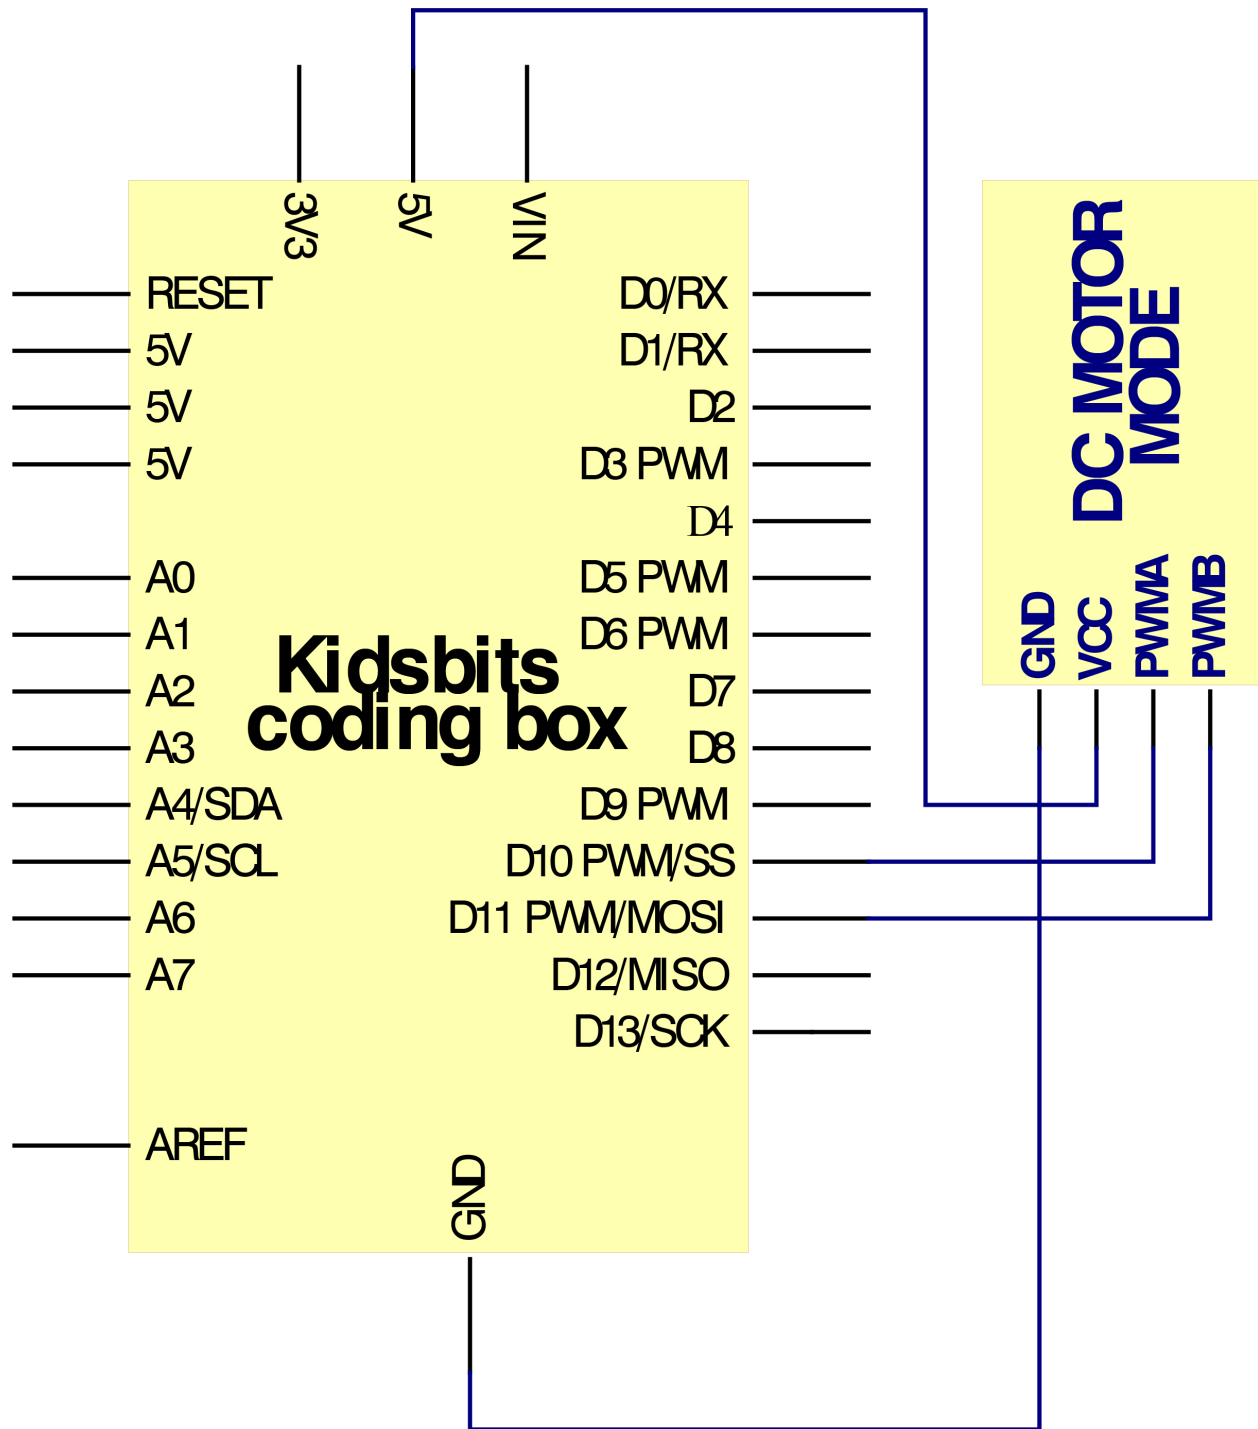 3V3
5V
VIN
RESET
5V
5V
5V
A0
A1
A2
A3
A4/SDA
A5/SCL
A6
A7
AREF
Kidsbits
coding box
D0/RX
D1/RX
D2
D3 PWM
D4
D5 PWM
D6 PWM
D7
D8
D9 PWM
D10 PWM/SS
D11 PWM/MOSI
D12/MISO
D13/SCK
GND
DC MOTOR
MODE
GND
VCC
PWMA
PWMB